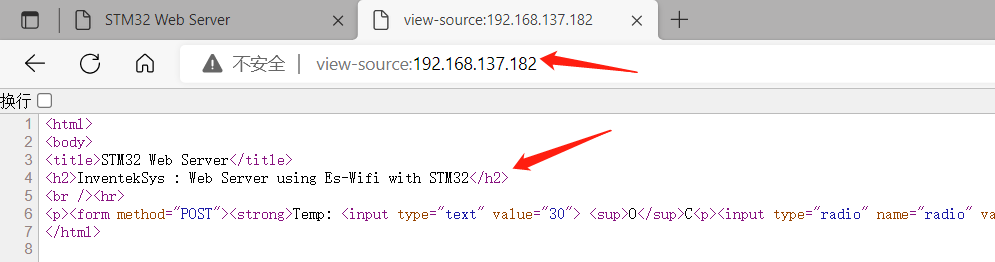 STM32 Web Server
view-source:192.168.137.182
不安全 | view-source:192.168.137.182
换行
1 <html>
2 <body>
3 <title>STM32 Web Server</title>
4 <h2>InventekSys : Web Server using Es-Wifi with STM32</h2>
5 <br /><hr>
6 <p><form method="POST"><strong>Temp: <input type="text" value="30"> <sup>O</sup>C<p><input type="radio" name="radio" va
7 </html>
8